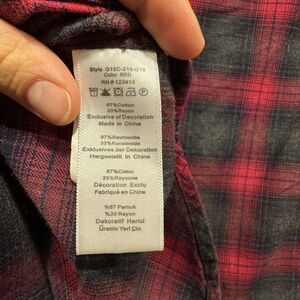 Style G15C-215-G19
Color RED
RN # 123613
67%Cotton
33%Rayon
Exclusive of Decoration
Made in China
67%Baumwolle
33%Kunstseide
Exklusive der Dekoration
Hergestellt in China
67%Coton
33%Rayonne
Décoration Exclu
Fabriqué en Chine
%67 Pamuk
%33 Rayon
Dekoratif Harici
Üretim Yeri Çin